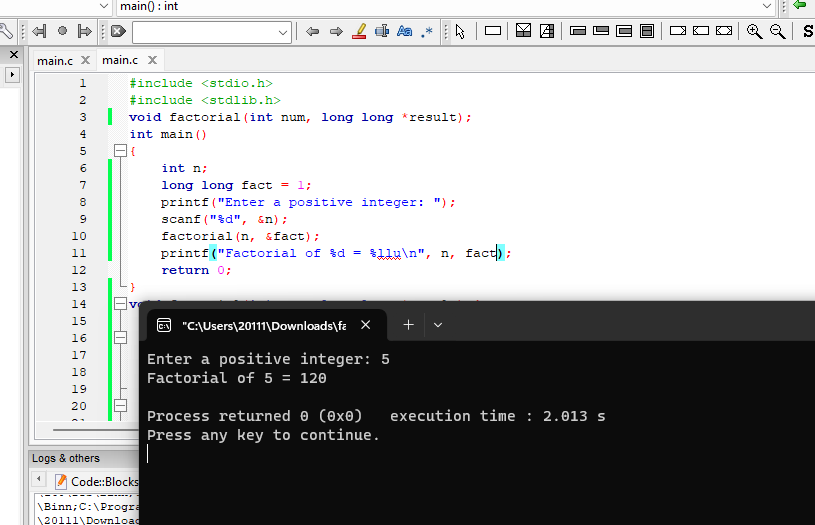 main() : int
main.c X main.c X
1 #include <stdio.h>
2 #include <stdlib.h>
3 void factorial(int num, long long *result);
4 int main()
5 {
6 int n;
7 long long fact = 1;
8 printf("Enter a positive integer: ");
9 scanf("%d", &n);
10 factorial(n, &fact);
11 printf("Factorial of %d = %llu\n", n, fact);
12 return 0;
13 }
14
15
16
17
18
19
20
"C:\Users\20111\Downloads\fa
Enter a positive integer: 5
Factorial of 5 = 120
Process returned 0 (0x0) execution time : 2.013 s
Press any key to continue.
Logs & others
Code::Blocks
\Binn;C:\Progra
\20111\Downloa